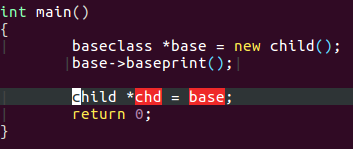 int main()
{
baseclass *base = new child();
base->baseprint();
child *chd = base;
return 0;
}